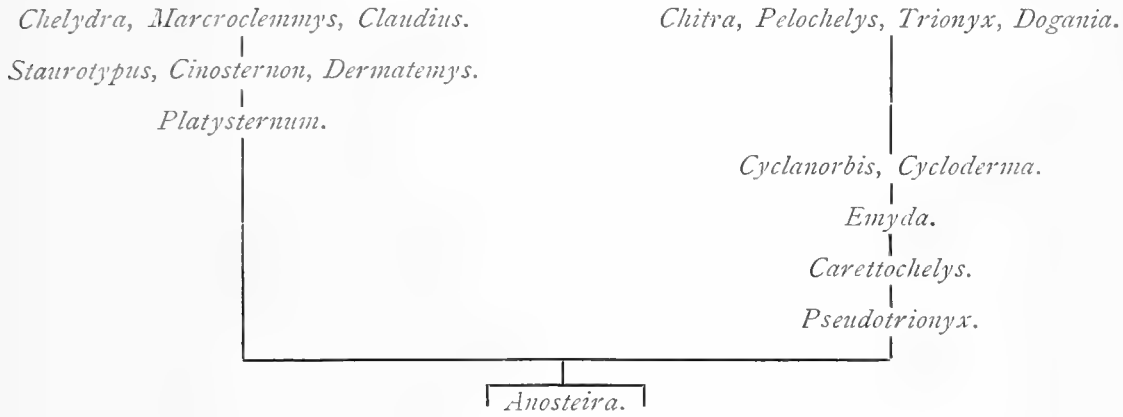 Chelydra, Marcroclemmys, Claudius.
Chitra, Pelochelys, Trionyx, Dogania.
Staurotypus, Cinosternon, Dermatemys.
Platysternum.
Cyclanorbis, Cycloderma.
Emyda.
Carettochelys.
Pseudotrionyx.
Anosteira.